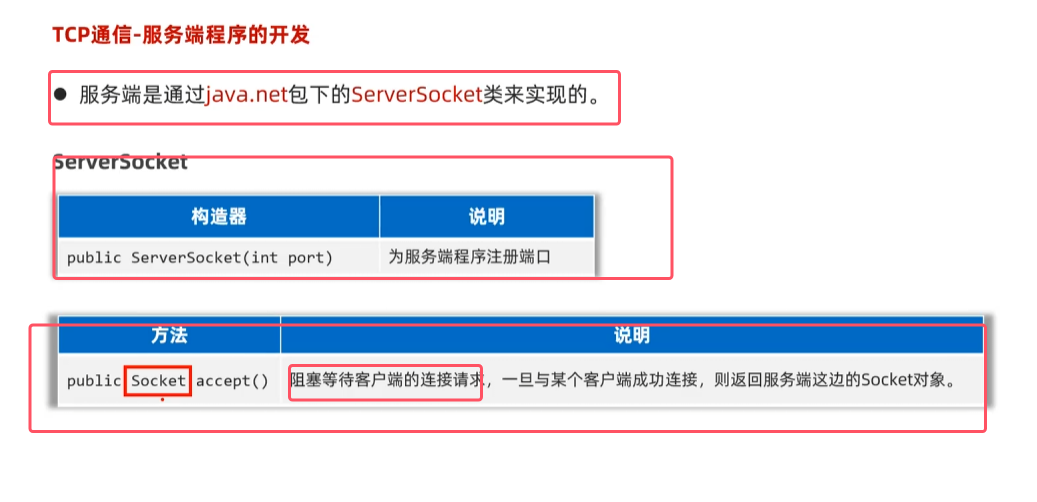 TCP通信-服务端程序的开发
● 服务端是通过java.net包下的ServerSocket类来实现的。
ServerSocket
构造器 说明
public ServerSocket(int port) 为服务端程序注册端口
方法 说明
public Socket accept() 阻塞等待客户端的连接请求，一旦与某个客户端成功连接，则返回服务端这边的Socket对象。